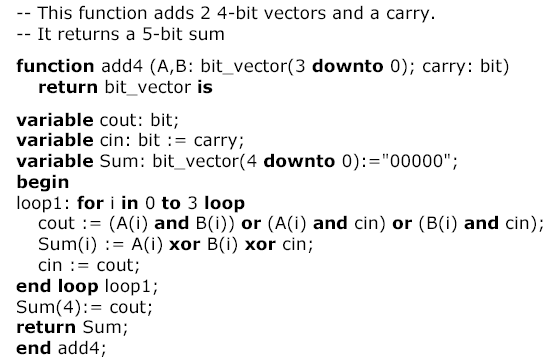 -- This function adds 2 4-bit vectors and a carry.
-- It returns a 5-bit sum
function add4 (A,B: bit_vector(3 downto 0); carry: bit)
return bit_vector is
variable cout: bit;
variable cin: bit := carry;
variable Sum: bit_vector(4 downto 0):="00000";
begin
loop1: for i in 0 to 3 loop
cout := (A(i) and B(i)) or (A(i) and cin) or (B(i) and cin);
Sum(i) := A(i) xor B(i) xor cin;
cin := cout;
end loop loop1;
Sum(4):= cout;
return Sum;
end add4;